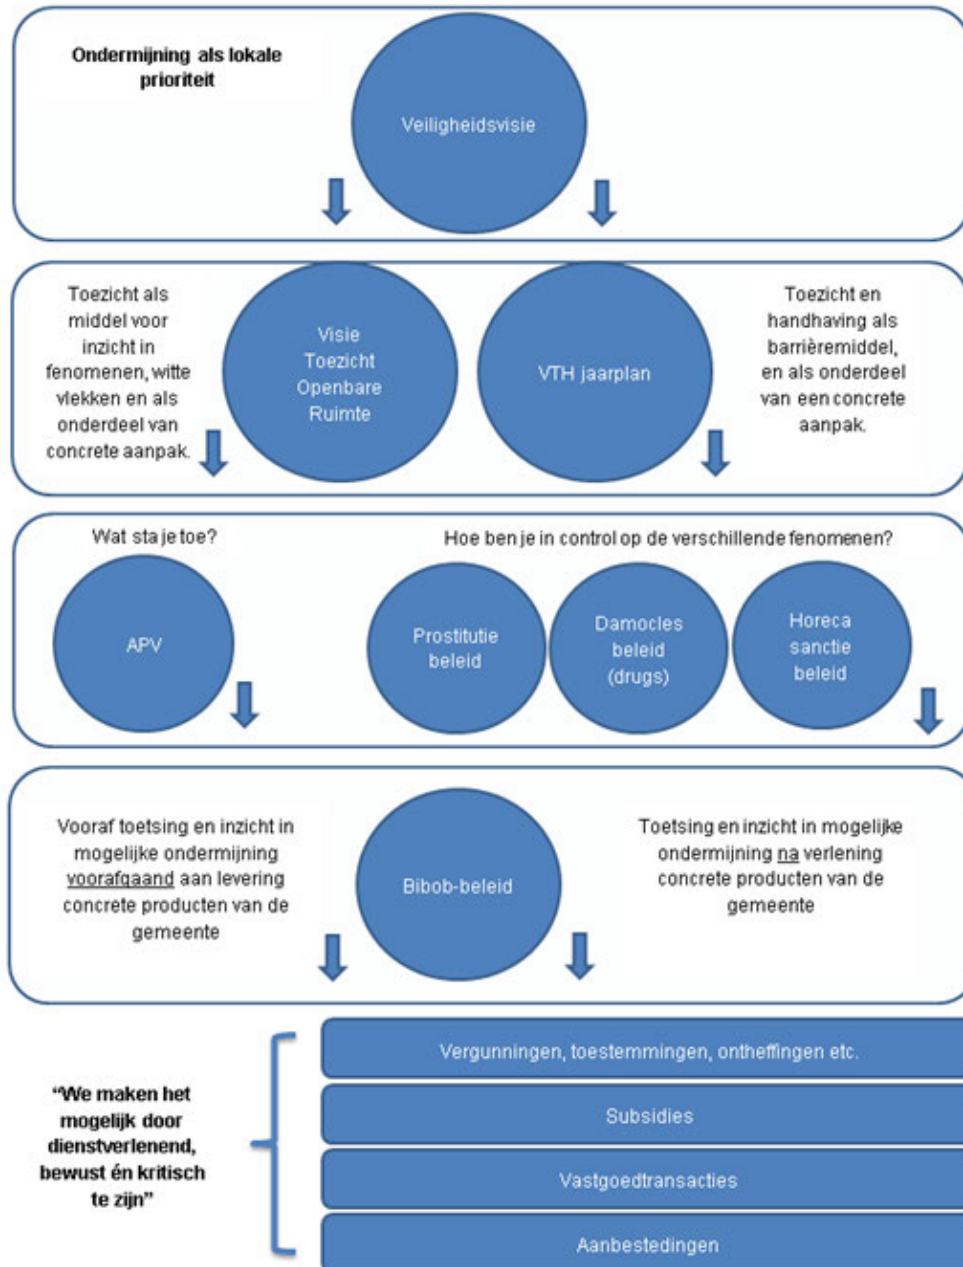 Ondermijning als lokale
prioriteit
Veiligheidsvisie
Toezicht als
middel voor
inzicht in
fenomenen, witte
vlekken en als
onderdeel van
concrete aanpak.
Visie
Toezicht
Openbare
Ruimte
VTH jaarplan
Toezicht en
handhaving als
barrièremiddel,
en als onderdeel
van een concrete
aanpak.
Wat sta je toe?
Hoe ben je in control op de verschillende fenomenen?
APV
Prostitutie
beleid
Damocles
beleid
(drugs)
Horeca
sanctie
beleid
Vooraf toetsing en inzicht in
mogelijke ondermijning
voorafgaand aan levering
concrete producten van de
gemeente
Bibob-beleid
Toetsing en inzicht in mogelijke
ondermijning na verlening
concrete producten van de
gemeente
"We maken het
mogelijk door
dienstverlenend,
bewust én kritisch
te zijn"
Vergunningen, toestemmingen, ontheffingen etc.
Subsidies
Vastgoedtransacties
Aanbestedingen